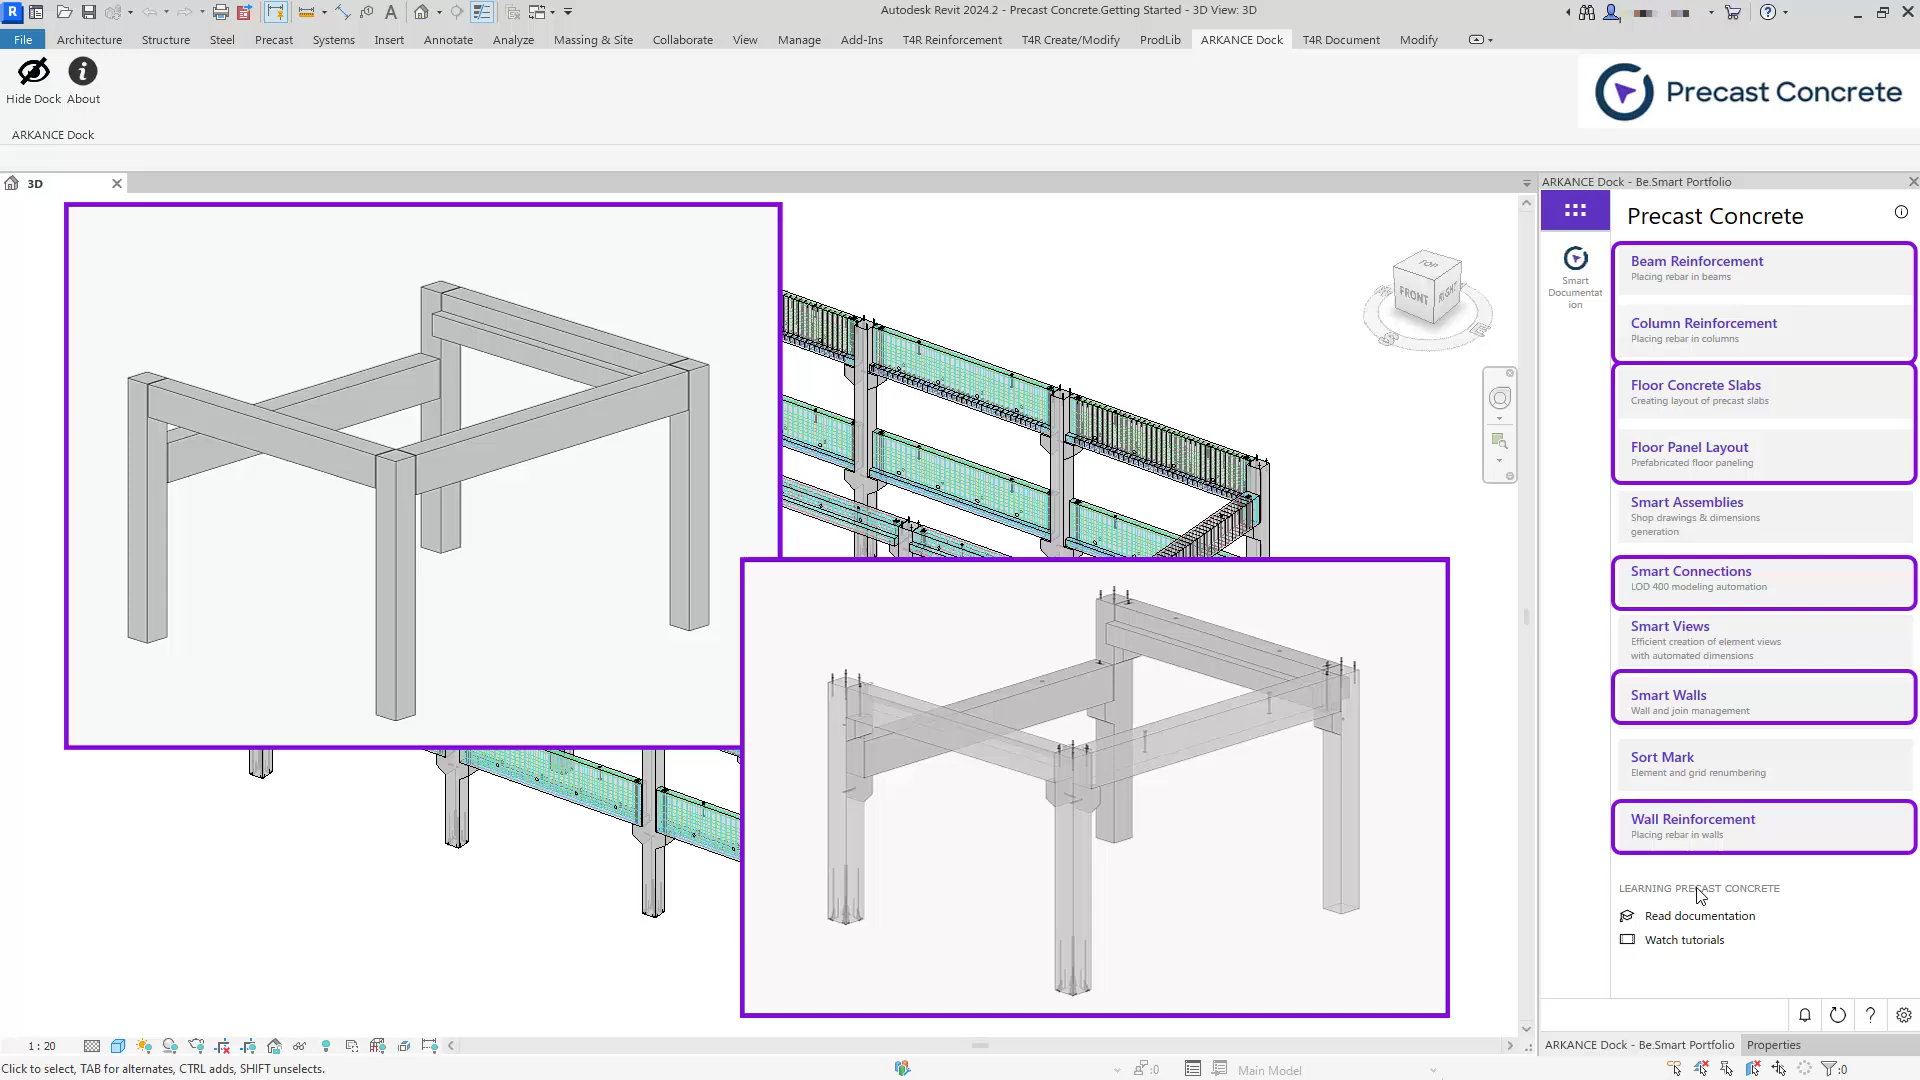 R
Autodesk Revit 2024.2 - Precast Concrete.Getting Started - 3D View: 3D
File Architecture Structure Steel Precast Systems Insert Annotate Analyze Massing & Site Collaborate View Manage Add-Ins T4R Reinforcement T4R Create/Modify ProdLib ARKANCE Dock T4R Document Modify
Hide Dock About
ARKANCE Dock
Precast Concrete
3D
ARKANCE Dock - Be.Smart Portfolio
Precast Concrete
Smart
Documentat
ion
Beam Reinforcement
Placing rebar in beams
Column Reinforcement
Placing rebar in columns
Floor Concrete Slabs
Creating layout of precast slabs
Floor Panel Layout
Prefabricated floor paneling
Smart Assemblies
Shop drawings & dimensions
generation
Smart Connections
LOD 400 modeling automation
Smart Views
Efficient creation of element views
with automated dimensions
Smart Walls
Wall and join management
Sort Mark
Element and grid renumbering
Wall Reinforcement
Placing rebar in walls
LEARNING PRECAST CONCRETE
Read documentation
Watch tutorials
TOP
FRONT
RIGHT
1 : 20
ARKANCE Dock - Be.Smart Portfolio Properties
Click to select, TAB for alternates, CTRL adds, SHIFT unselects.
:0
Main Model
:0